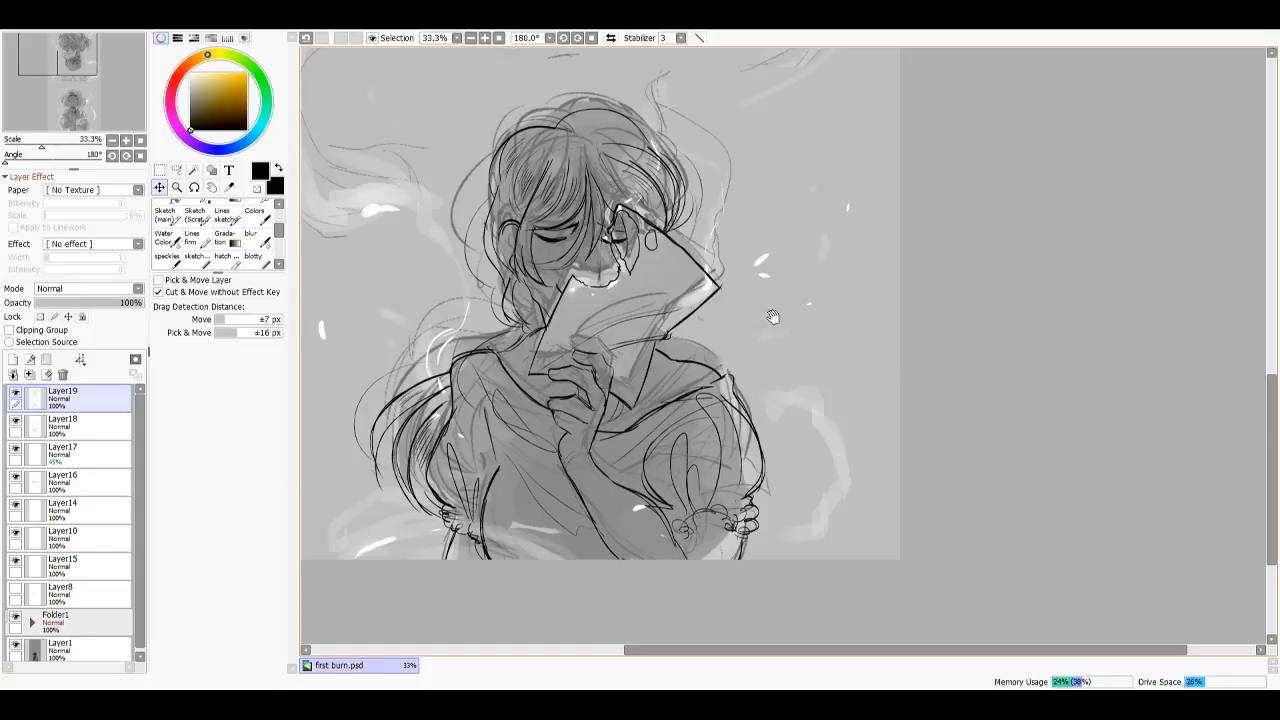 Selection 33.3% 180.0° Stabilizer 3
Scale 33.3%
Angle 180°
Layer Effect
Paper [ No Texture ]
Intensity 0
Scale 10%
Apply to Linework
Effect [ No effect ]
Width 1
Intensity 0
Mode Normal
Opacity 100%
Lock
Clipping Group
Selection Source
Layer19
Normal
100%
Layer18
Normal
100%
Layer17
Normal
45%
Layer16
Normal
100%
Layer14
Normal
100%
Layer10
Normal
100%
Layer15
Normal
100%
Layer8
Normal
100%
Folder1
Normal
100%
Layer1
Normal
100%
T
Sketch (main)
Sketch (Scrat
Lines sketchy
Colors
Water Color
Lines firm
Grada-tion
blur
speckles
sketch...
hatch ...
blotty
Pick & Move Layer
Cut & Move without Effect Key
Drag Detection Distance:
Move ±7 px
Pick & Move ±16 px
first burn.psd 33%
Memory Usage 24% (38%) Drive Space 26%